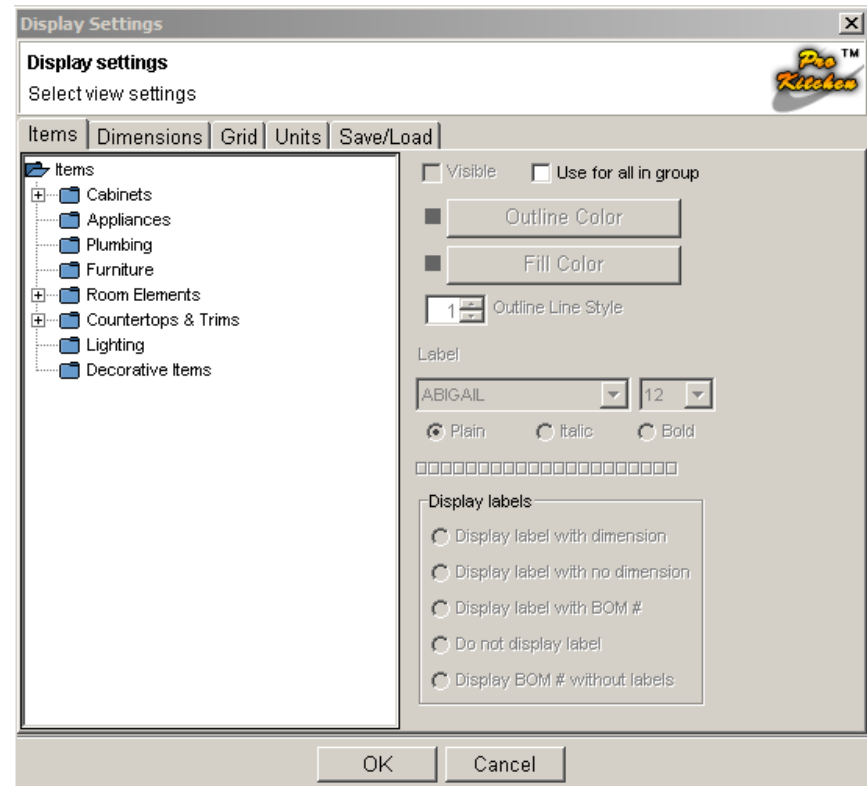 Display Settings
Display settings
Select view settings
Pro Kitchen TM
Items Dimensions Grid Units Save/Load
Items
Cabinets
Appliances
Plumbing
Furniture
Room Elements
Countertops & Trims
Lighting
Decorative Items
Visible Use for all in group
Outline Color
Fill Color
1 Outline Line Style
Label
ABIGAIL 12
Plain Italic Bold
Display labels
Display label with dimension
Display label with no dimension
Display label with BOM #
Do not display label
Display BOM # without labels
OK Cancel